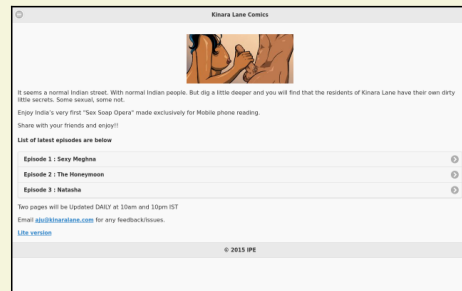 Kinara Lane Comics
It seems a normal Indian street. With normal Indian people. But dig a little deeper and you will find that the residents of Kinara Lane have their own dirty
little secrets. Some sexual, some not.
Enjoy India's very first "Sex Soap Opera" made exclusively for Mobile phone reading.
Share with your friends and enjoy!!
List of latest episodes are below
Episode 1 : Sexy Meghna
Episode 2 : The Honeymoon
Episode 3 : Natasha
Two pages will be Updated DAILY at 10am and 10pm IST
Email aju@kinaralane.com for any feedback/issues.
Lite version
© 2015 IPE